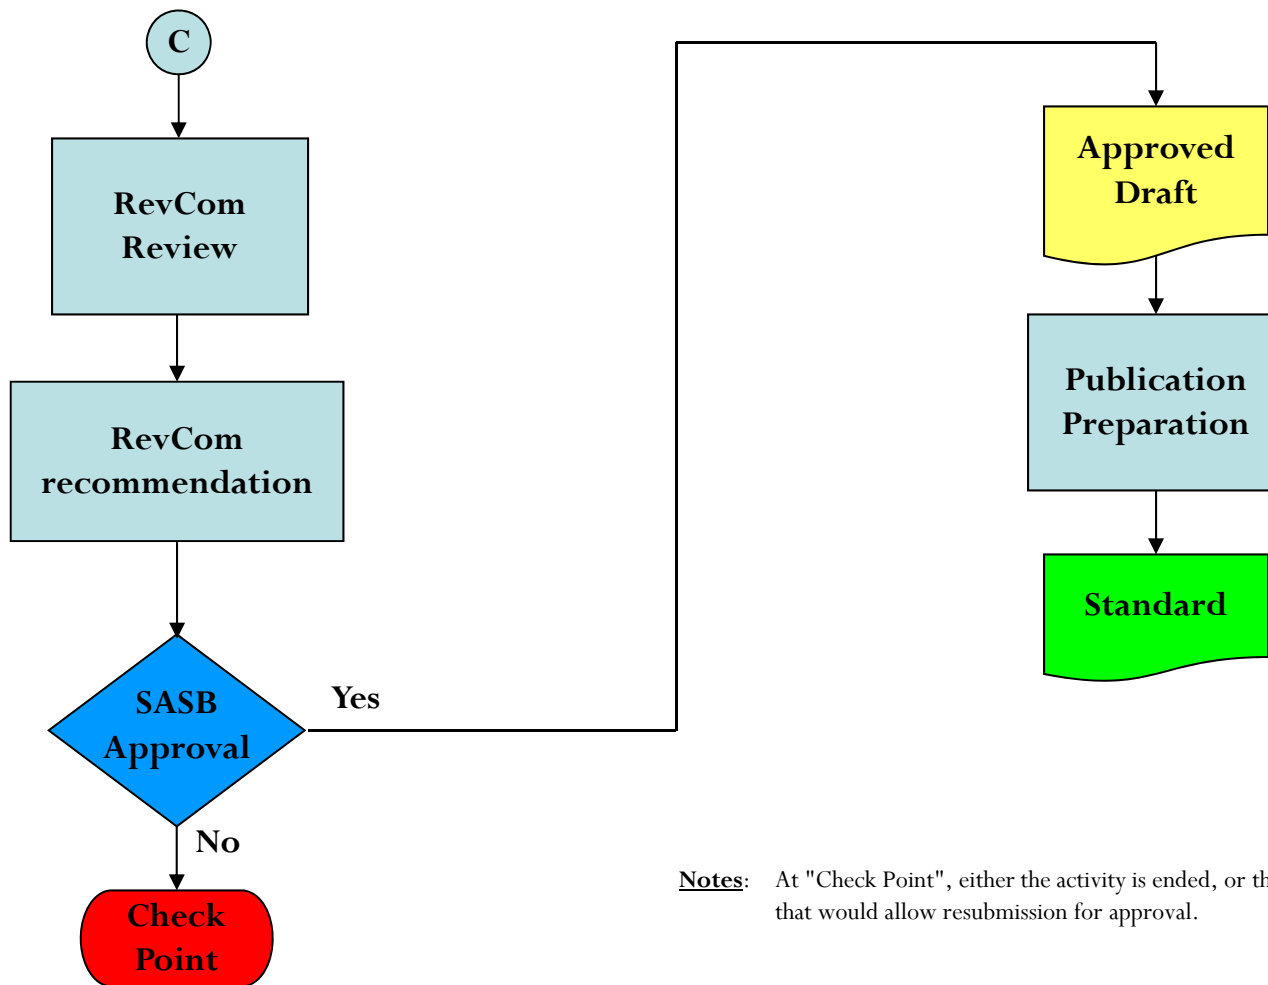 C
RevCom
Review
RevCom
recommendation
SASB
Approval
Yes
No
Check
Point
Approved
Draft
Publication
Preparation
Standard
Notes: At "Check Point", either the activity is ended, or th
that would allow resubmission for approval.